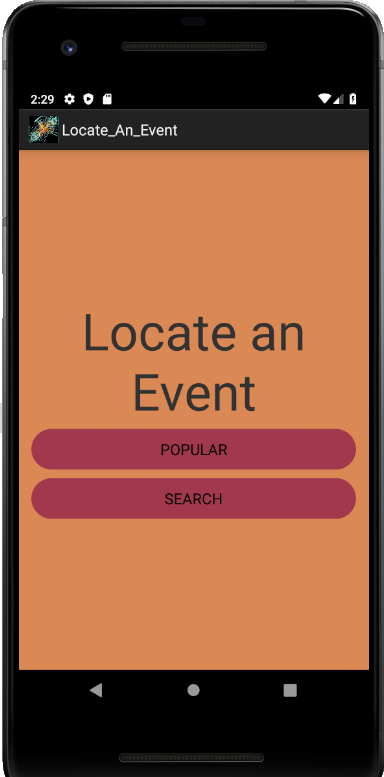 2:29
Locate_An_Event
Locate an
Event
POPULAR
SEARCH